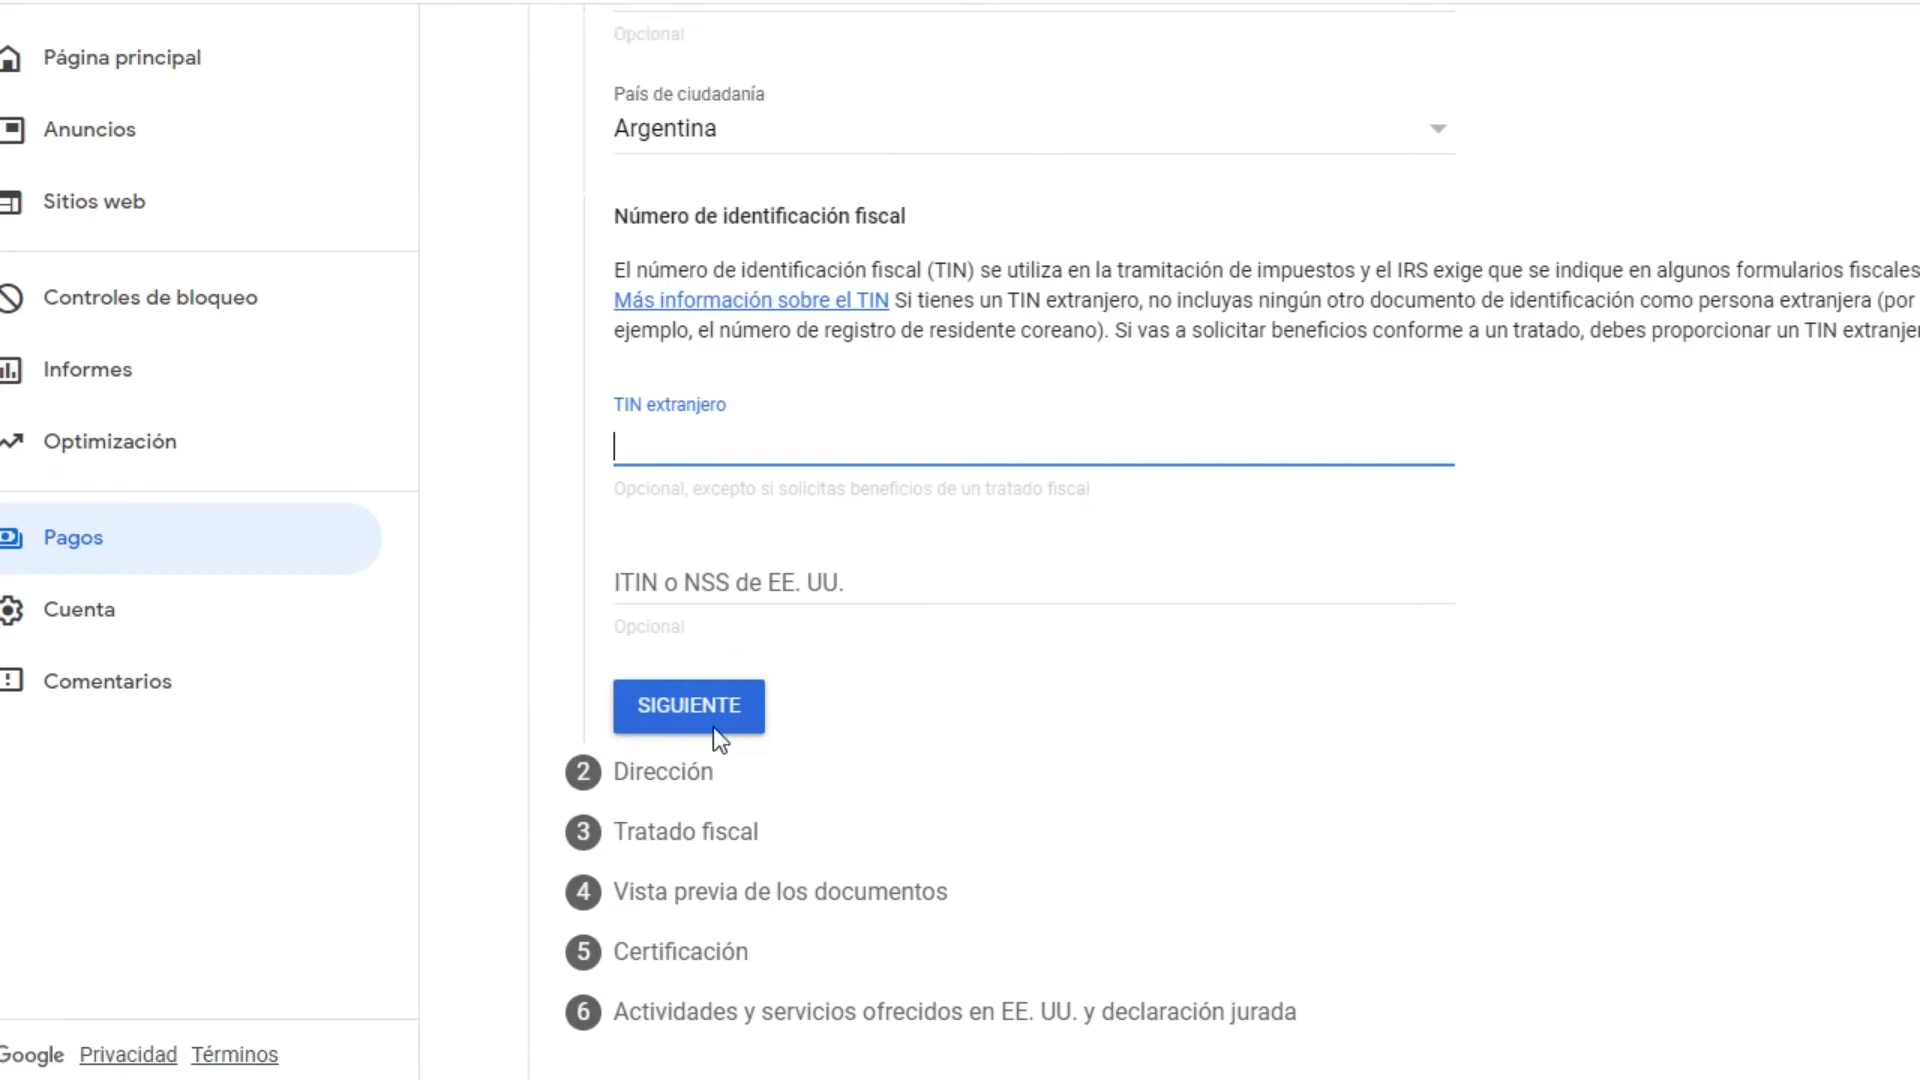 Página principal
Anuncios
Sitios web
Controles de bloqueo
Informes
Optimización
Pagos
Cuenta
Comentarios
Google Privacidad Términos
Opcional
País de ciudadanía
Argentina
Número de identificación fiscal
El número de identificación fiscal (TIN) se utiliza en la tramitación de impuestos y el IRS exige que se indique en algunos formularios fiscales
Más información sobre el TIN Si tienes un TIN extranjero, no incluyas ningún otro documento de identificación como persona extranjera (por
ejemplo, el número de registro de residente coreano). Si vas a solicitar beneficios conforme a un tratado, debes proporcionar un TIN
TIN extranjero
Opcional, excepto si solicitas beneficios de un tratado fiscal
ITIN o NSS de EE. UU.
Opcional
SIGUIENTE
2 Dirección
3 Tratado fiscal
4 Vista previa de los documentos
5 Certificación
6 Actividades y servicios ofrecidos en EE. UU. y declaración jurada